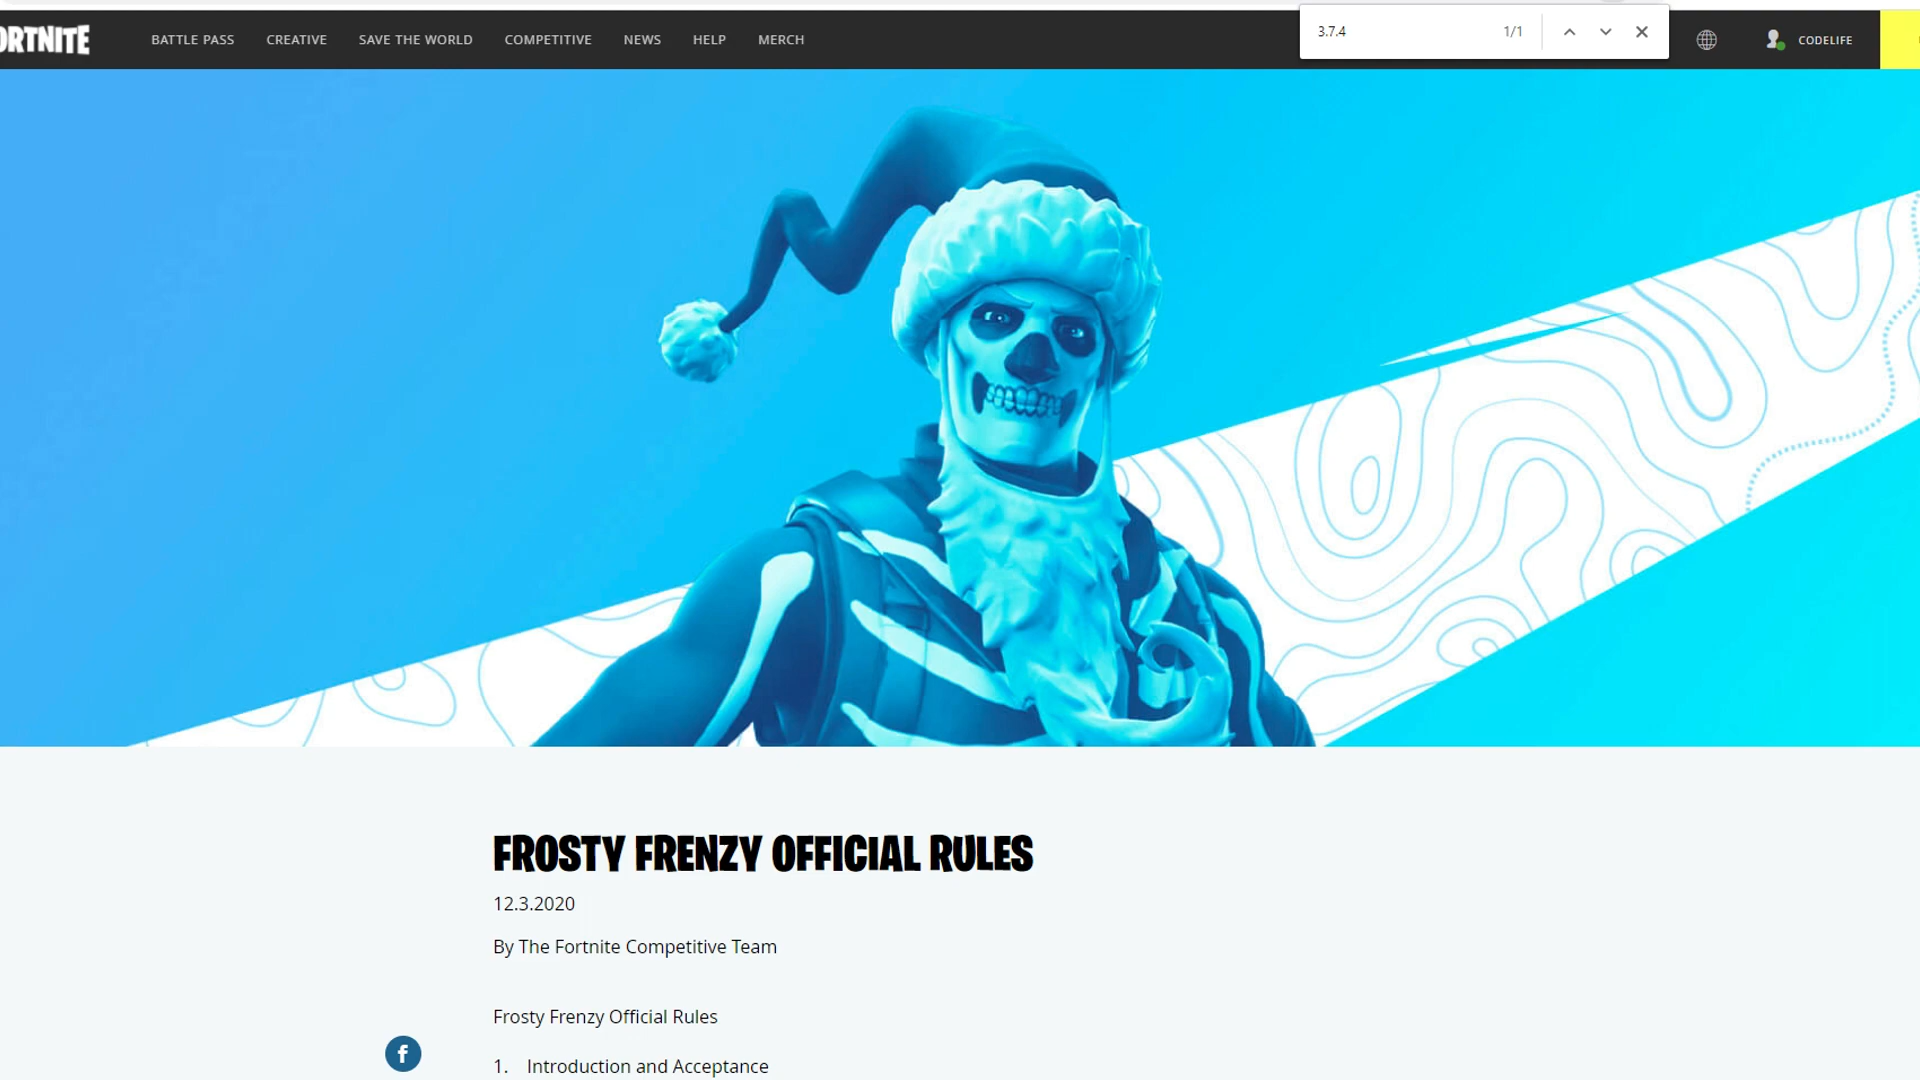 ORTNITE
BATTLE PASS CREATIVE SAVE THE WORLD COMPETITIVE NEWS HELP MERCH
3.7.4 1/1
CODELIFE
FROSTY FRENZY OFFICIAL RULES
12.3.2020
By The Fortnite Competitive Team
Frosty Frenzy Official Rules
1. Introduction and Acceptance